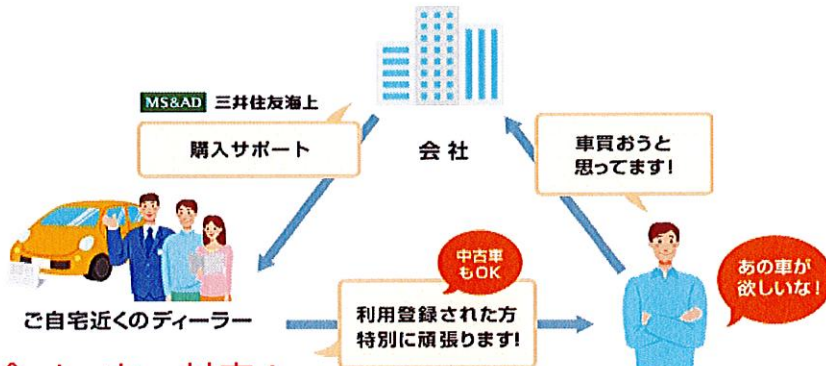 MS&AD 三井住友海上
購入サポート
会社
車買おうと
思ってます!
中古車
もOK
あの車が
欲しいな!
ご自宅近くのディーラー
利用登録された方
特別に頑張ります!